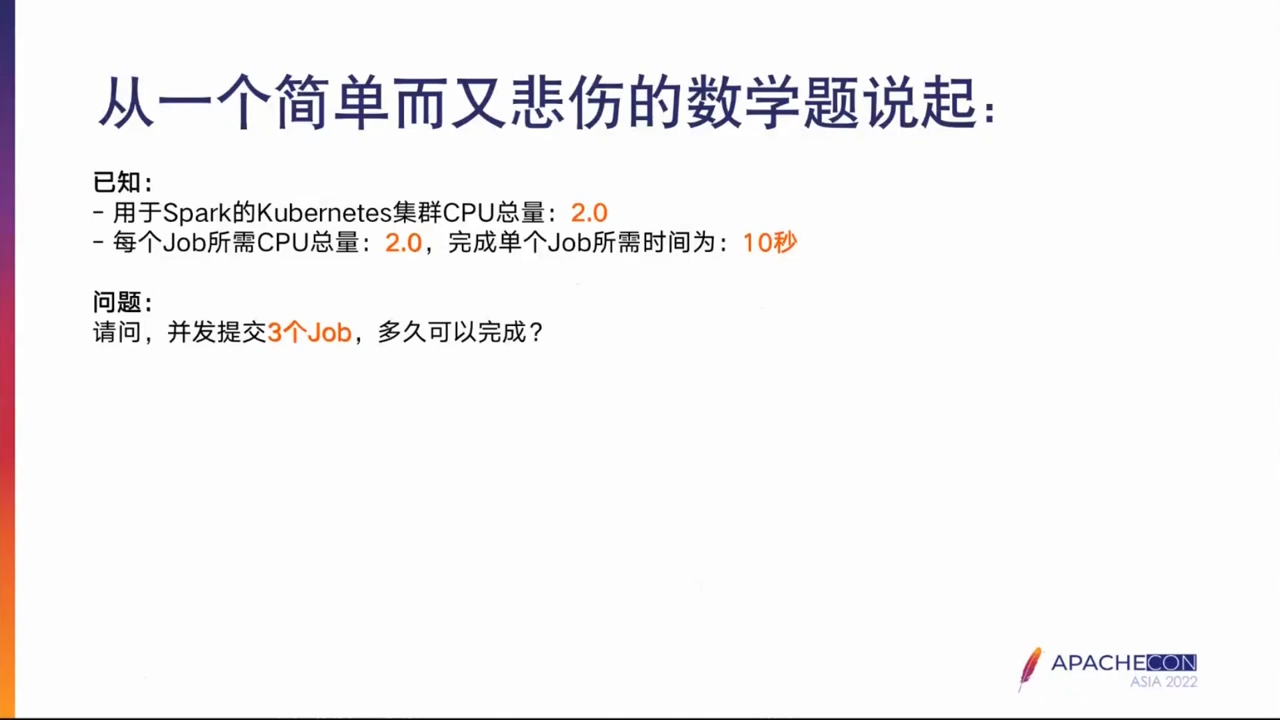 从一个简单而又悲伤的数学题说起：
已知：
- 用于Spark的Kubernetes集群CPU总量：2.0
- 每个Job所需CPU总量：2.0，完成单个Job所需时间为：10秒
问题：
请问，并发提交3个Job，多久可以完成？
APACHECON
ASIA 2022